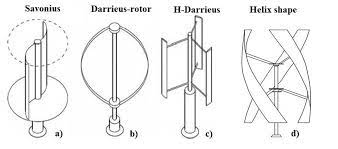 Savonius Darrieus-rotor H-Darrieus Helix shape
a) b) c) d)